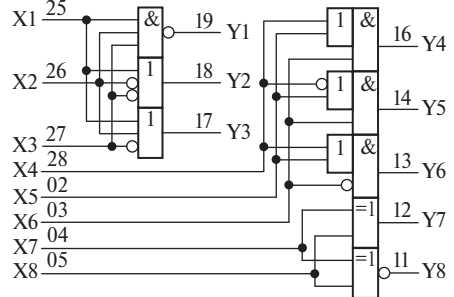 X1 25
X2 26
X3 27
X4 28
X5 02
X6 03
X7 04
X8 05
&
1
1
19 Y1
18 Y2
17 Y3
1 &
1 &
1 &
=1
=1
16 Y4
14 Y5
13 Y6
12 Y7
11 Y8